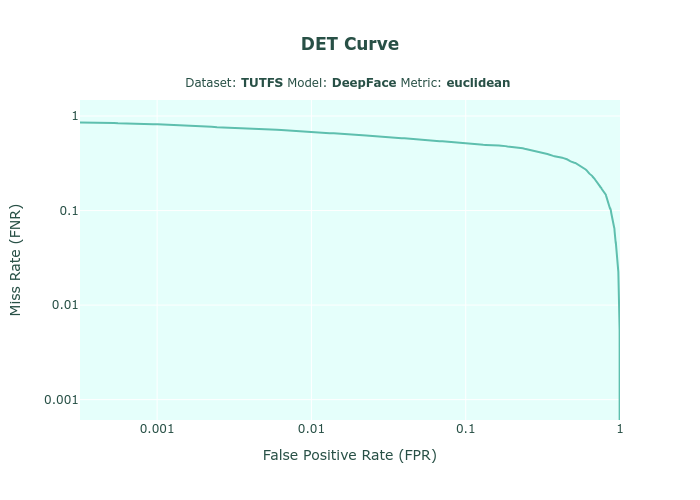 DET Curve
Dataset: TUTFS Model: DeepFace Metric: euclidean
1
0.1
0.01
0.001
Miss Rate (FNR)
0.001
0.01
0.1
1
False Positive Rate (FPR)